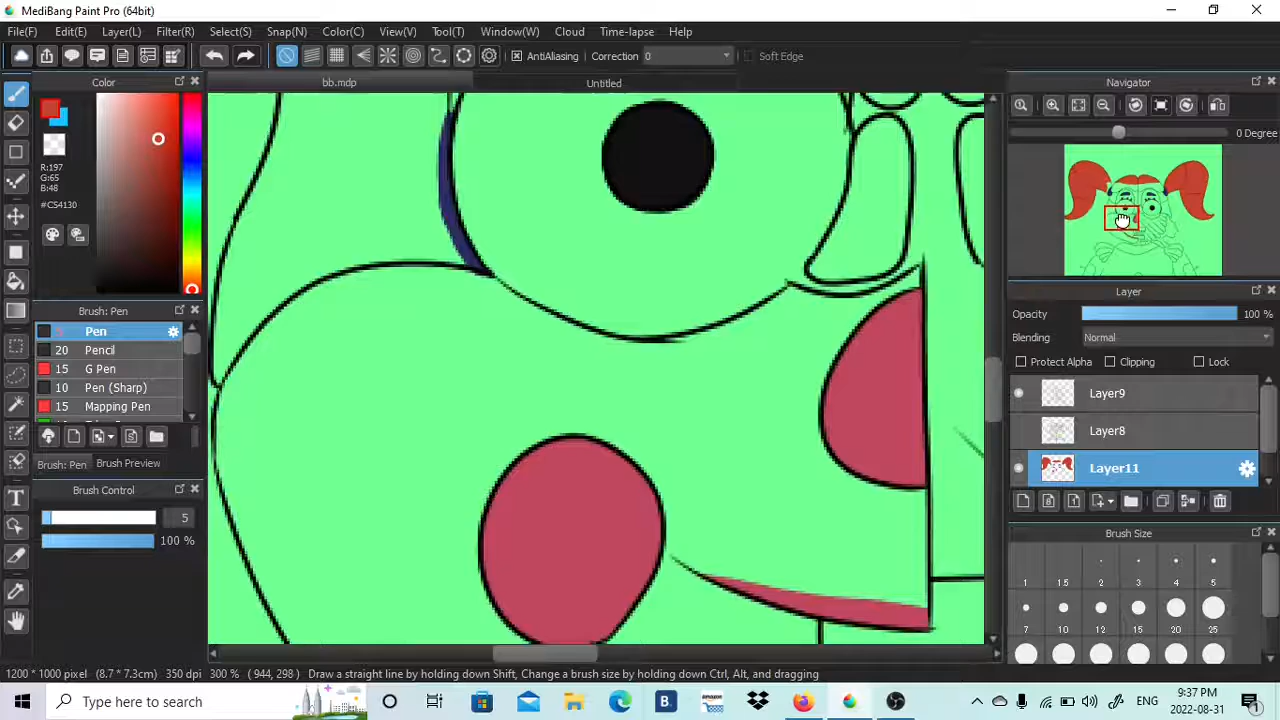 MediBang Paint Pro (64bit)
File(F) Edit(E) Layer(L) Filter(R) Select(S) Snap(N) Color(C) View(V) Tool(T) Window(W) Cloud Time-lapse Help
AntiAliasing Correction 0 Soft Edge
Color
bb.mdp
Untitled
Navigator
0 Degree
R:197
G:65
B:48
#C54130
Brush: Pen
5 Pen
20 Pencil
15 G Pen
10 Pen (Sharp)
15 Mapping Pen
Brush: Pen Brush Preview
Brush Control
5
100 %
Layer
Opacity 100 %
Blending Normal
Protect Alpha Clipping Lock
Layer9
Layer8
Layer11
Brush Size
1 1.5 2 3 4 5
7 10 12 15 20 25
1200 * 1000 pixel (8.7 * 7.3cm) 350 dpi 300 % (944, 298) Draw a straight line by holding down Shift, Change a brush size by holding down Ctrl, Alt, and dragging
Type here to search
B.
amazon
ENG
9:37 PM
2022-08-31
1